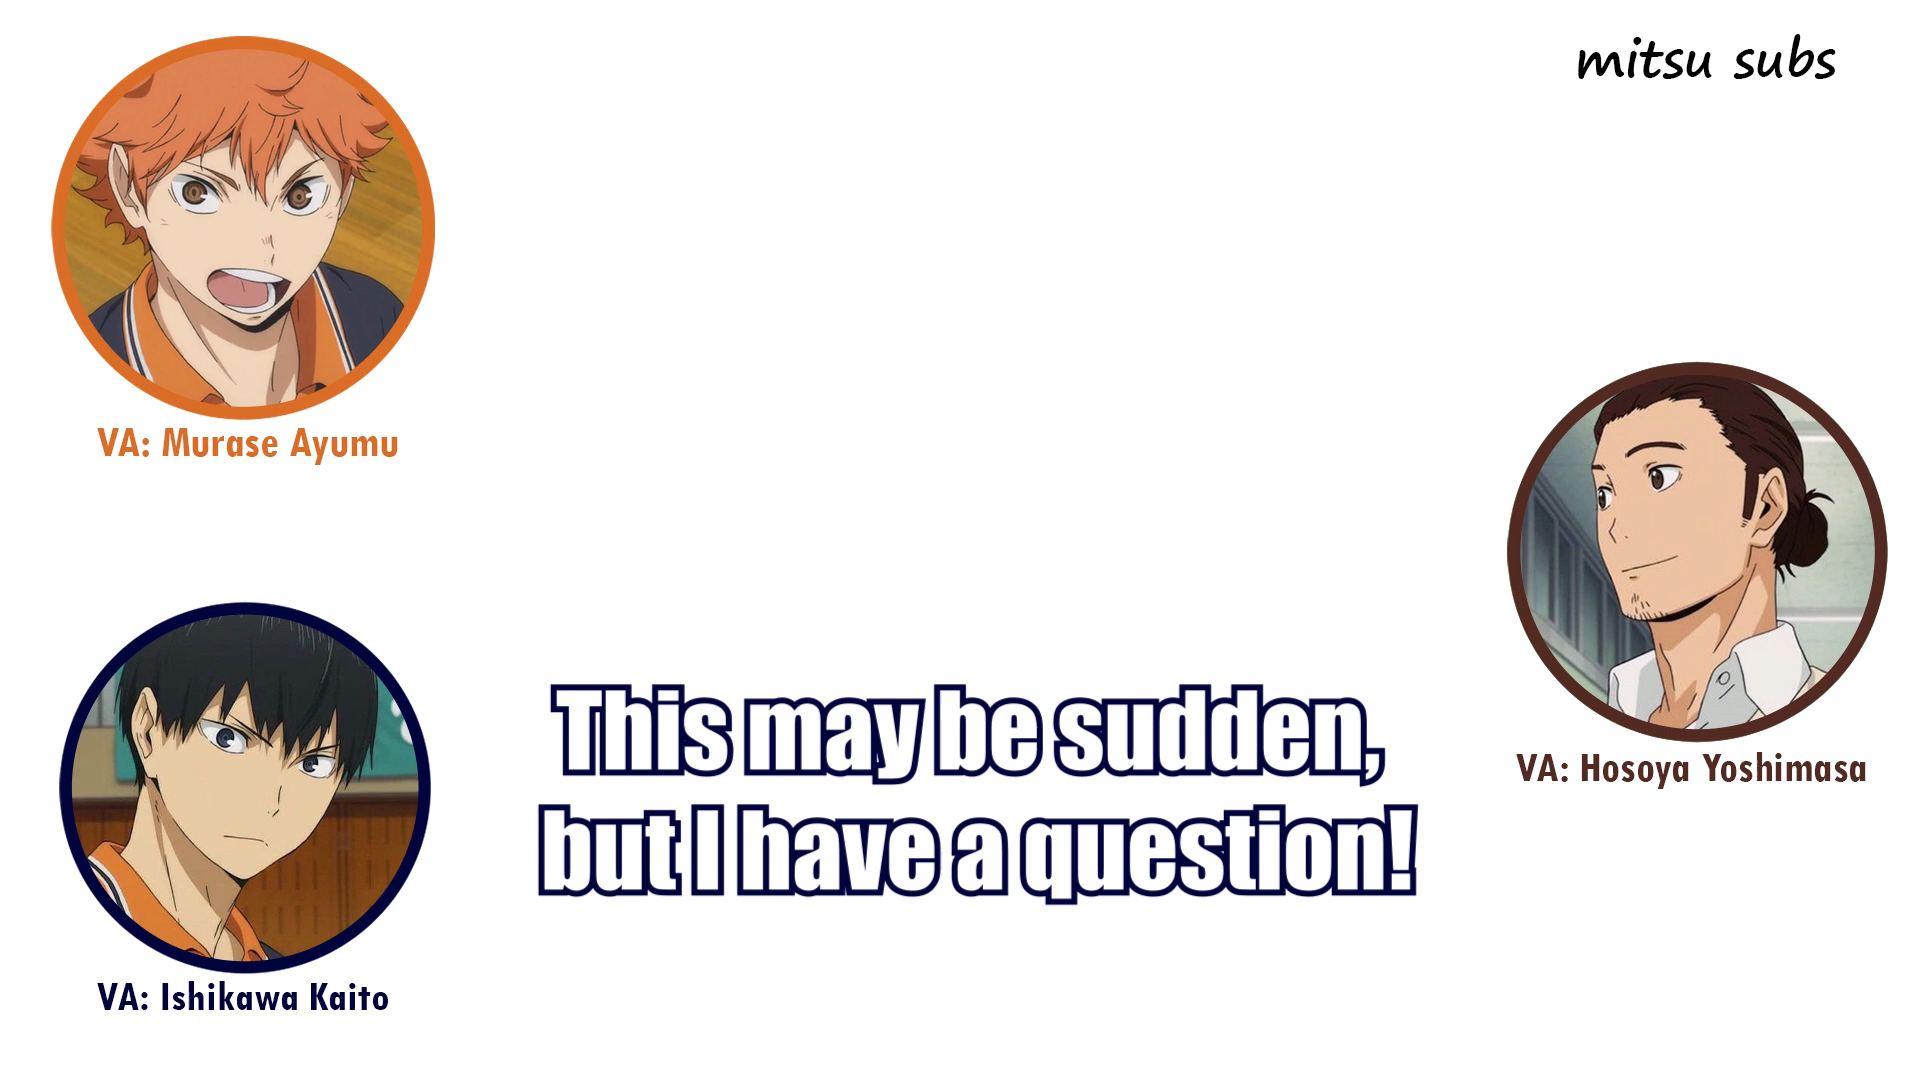 mitsu subs
VA: Murase Ayumu
VA: Hosoya Yoshimasa
This may be sudden,
but I have a question!
VA: Ishikawa Kaito